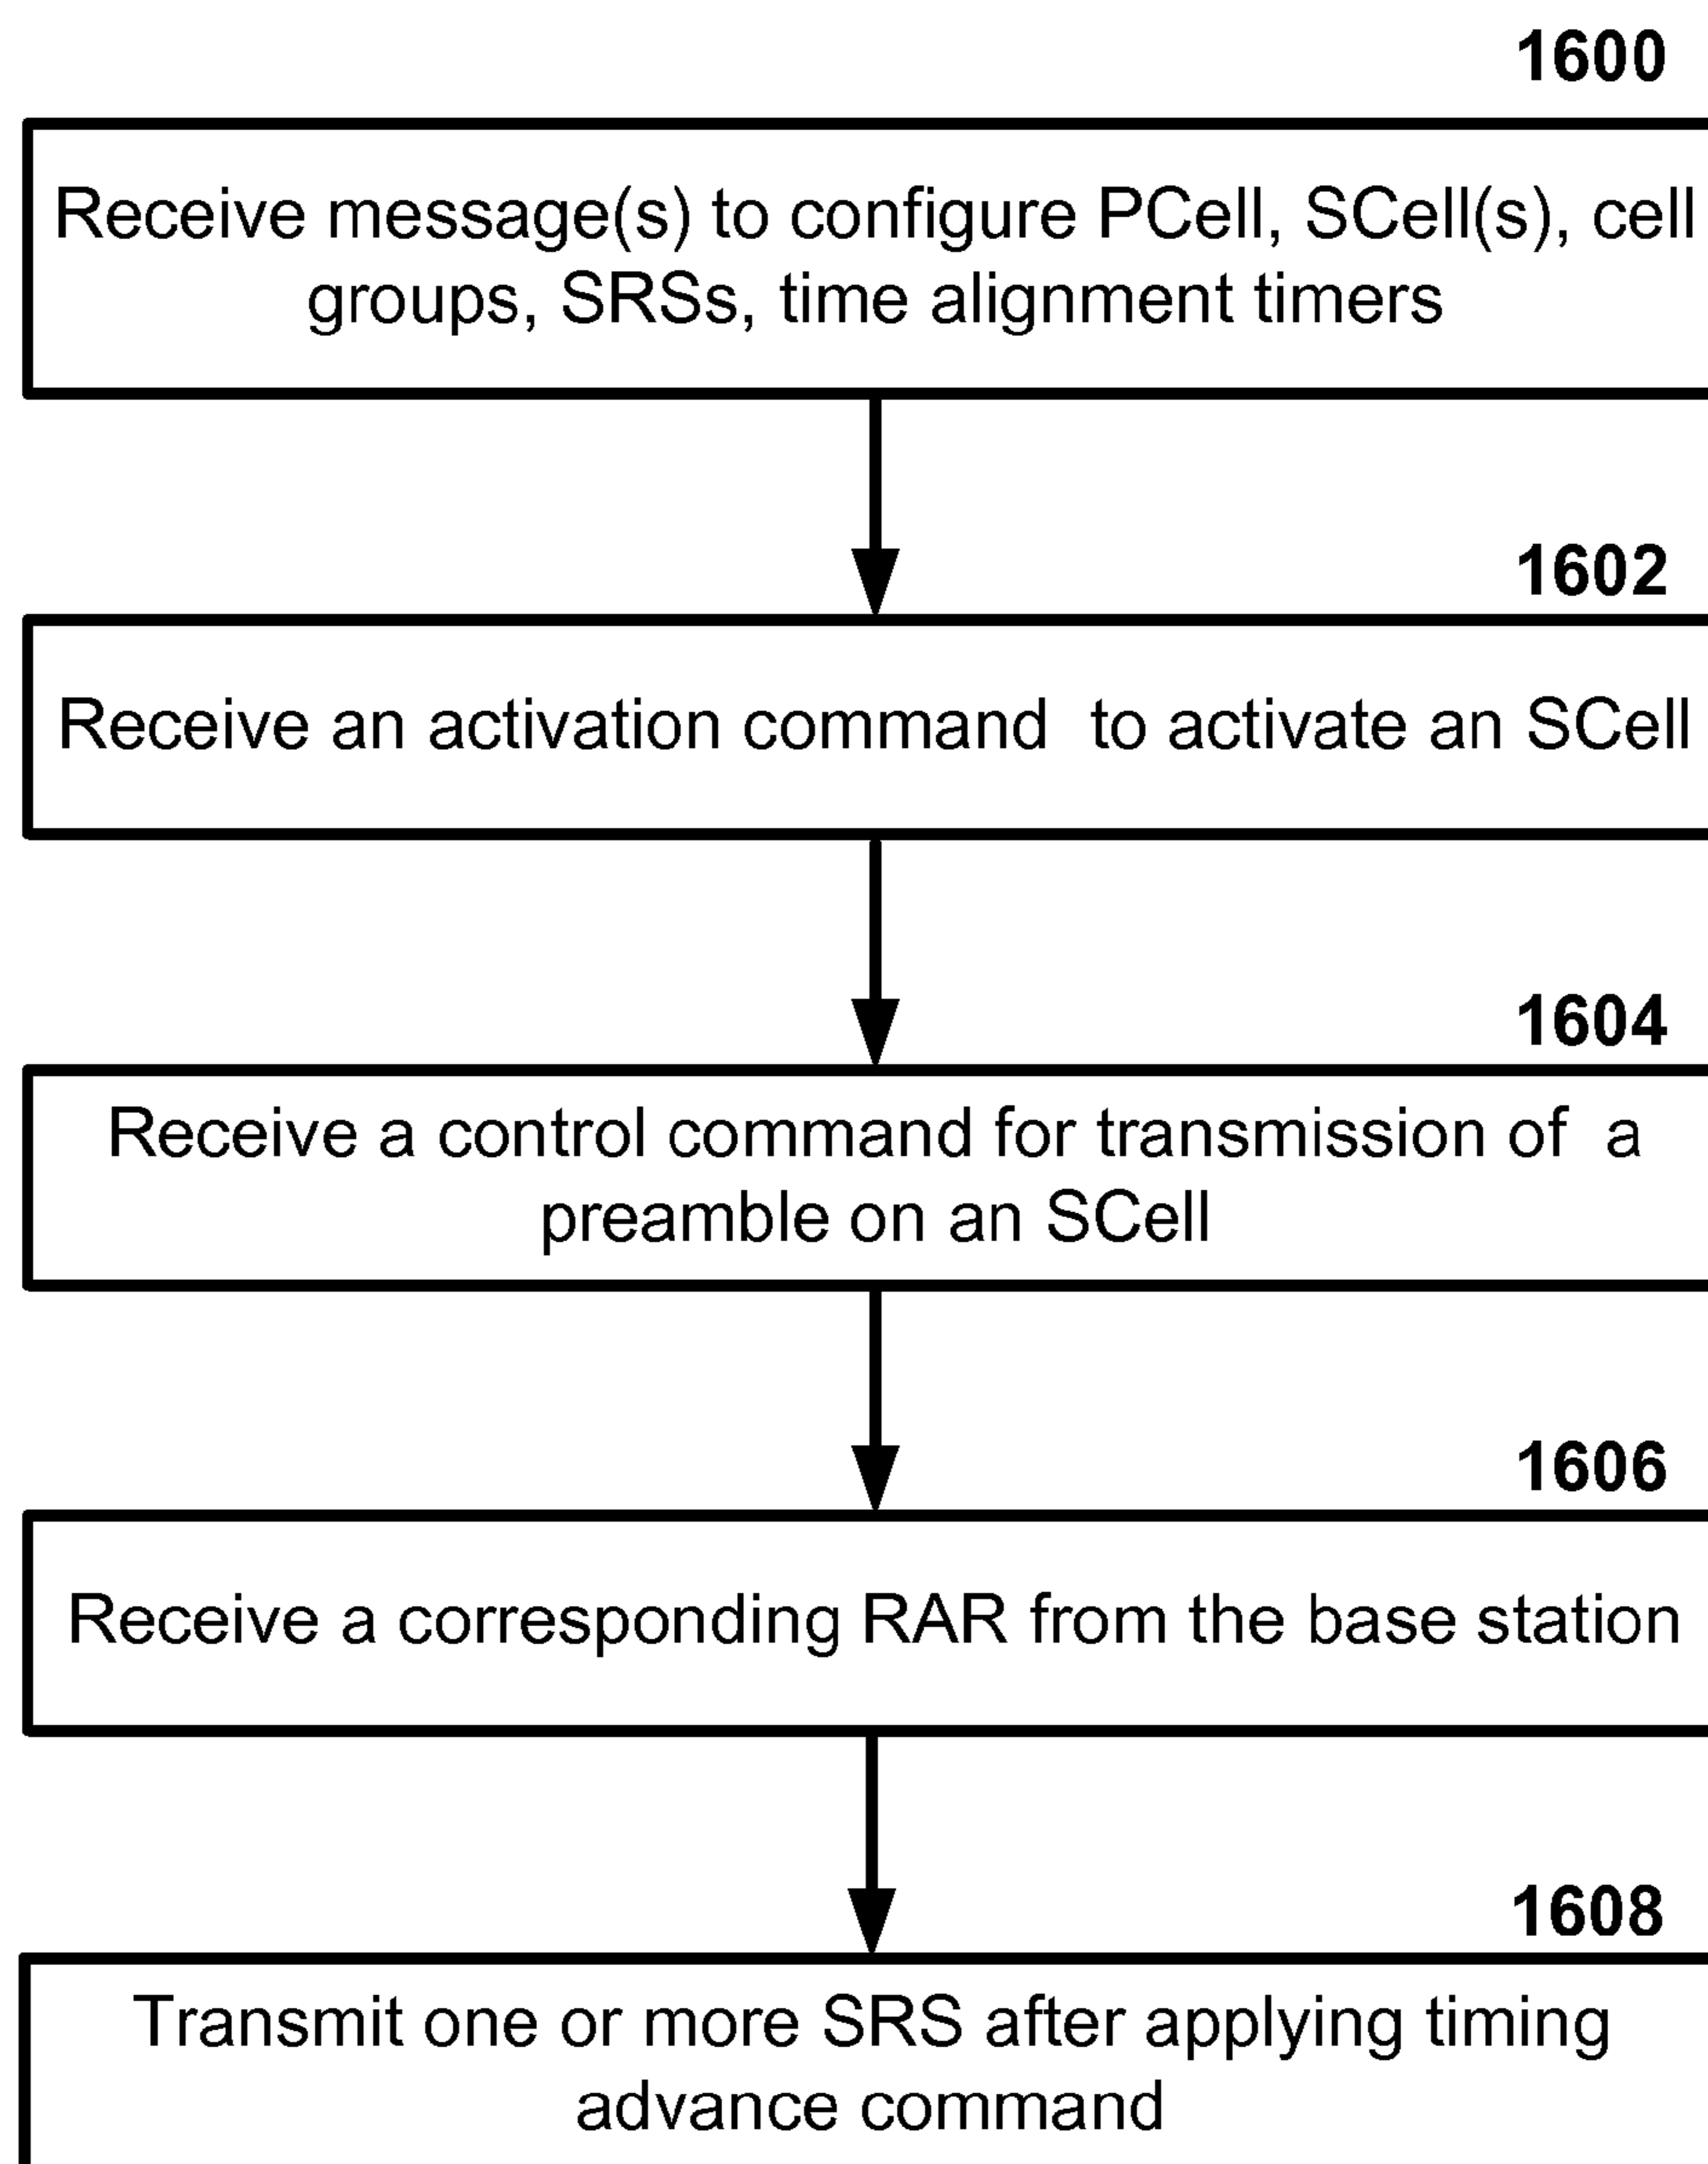 1600
Receive message(s) to configure PCell, SCell(s), cell
groups, SRSs, time alignment timers
1602
Receive an activation command to activate an SCell
1604
Receive a control command for transmission of a
preamble on an SCell
1606
Receive a corresponding RAR from the base station
1608
Transmit one or more SRS after applying timing
advance command